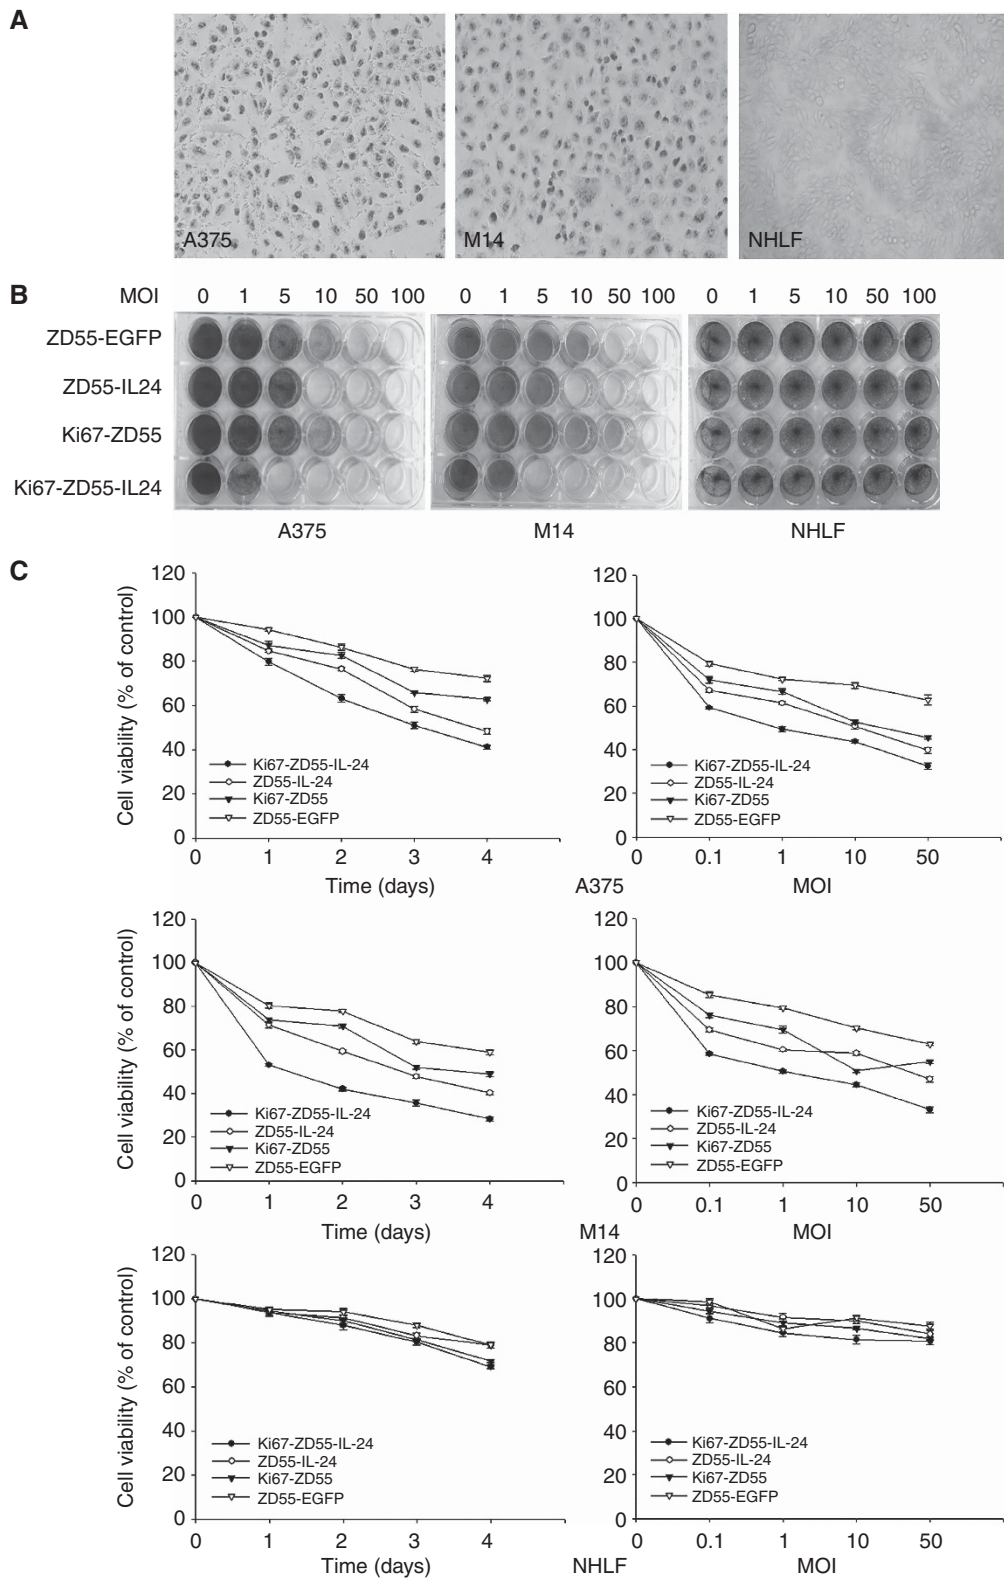 A
A375
M14
NHLF
B
MOI 0 1 5 10 50 100 0 1 5 10 50 100 0 1 5 10 50 100
ZD55-EGFP
ZD55-IL24
Ki67-ZD55
Ki67-ZD55-IL24
A375 M14 NHLF
C
Cell viability (% of control)
120
100
80
60
40
20
0
Ki67-ZD55-IL-24
ZD55-IL-24
Ki67-ZD55
ZD55-EGFP
0 1 2 3 4
Time (days)
120
100
80
60
40
20
0
Ki67-ZD55-IL-24
ZD55-IL-24
Ki67-ZD55
ZD55-EGFP
0 0.1 1 10 50
MOI
A375
Cell viability (% of control)
120
100
80
60
40
20
0
Ki67-ZD55-IL-24
ZD55-IL-24
Ki67-ZD55
ZD55-EGFP
0 1 2 3 4
Time (days)
120
100
80
60
40
20
0
Ki67-ZD55-IL-24
ZD55-IL-24
Ki67-ZD55
ZD55-EGFP
0 0.1 1 10 50
MOI
M14
Cell viability (% of control)
120
100
80
60
40
20
0
Ki67-ZD55-IL-24
ZD55-IL-24
Ki67-ZD55
ZD55-EGFP
0 1 2 3 4
Time (days)
120
100
80
60
40
20
0
Ki67-ZD55-IL-24
ZD55-IL-24
Ki67-ZD55
ZD55-EGFP
0 0.1 1 10 50
MOI
NHLF